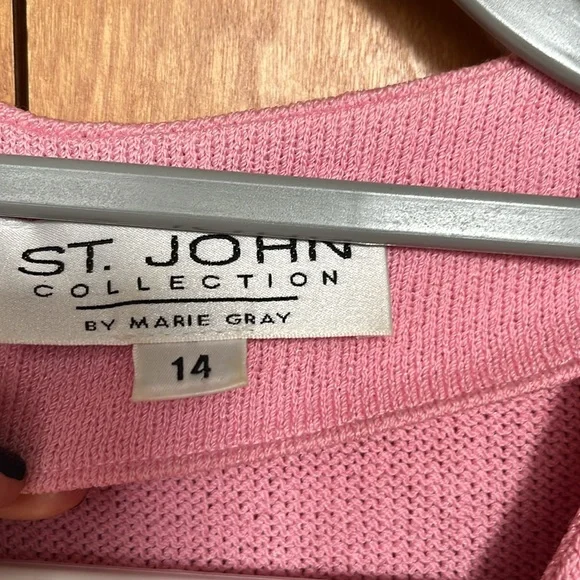 ST. JOHN
COLLECTION
BY MARIE GRAY
14